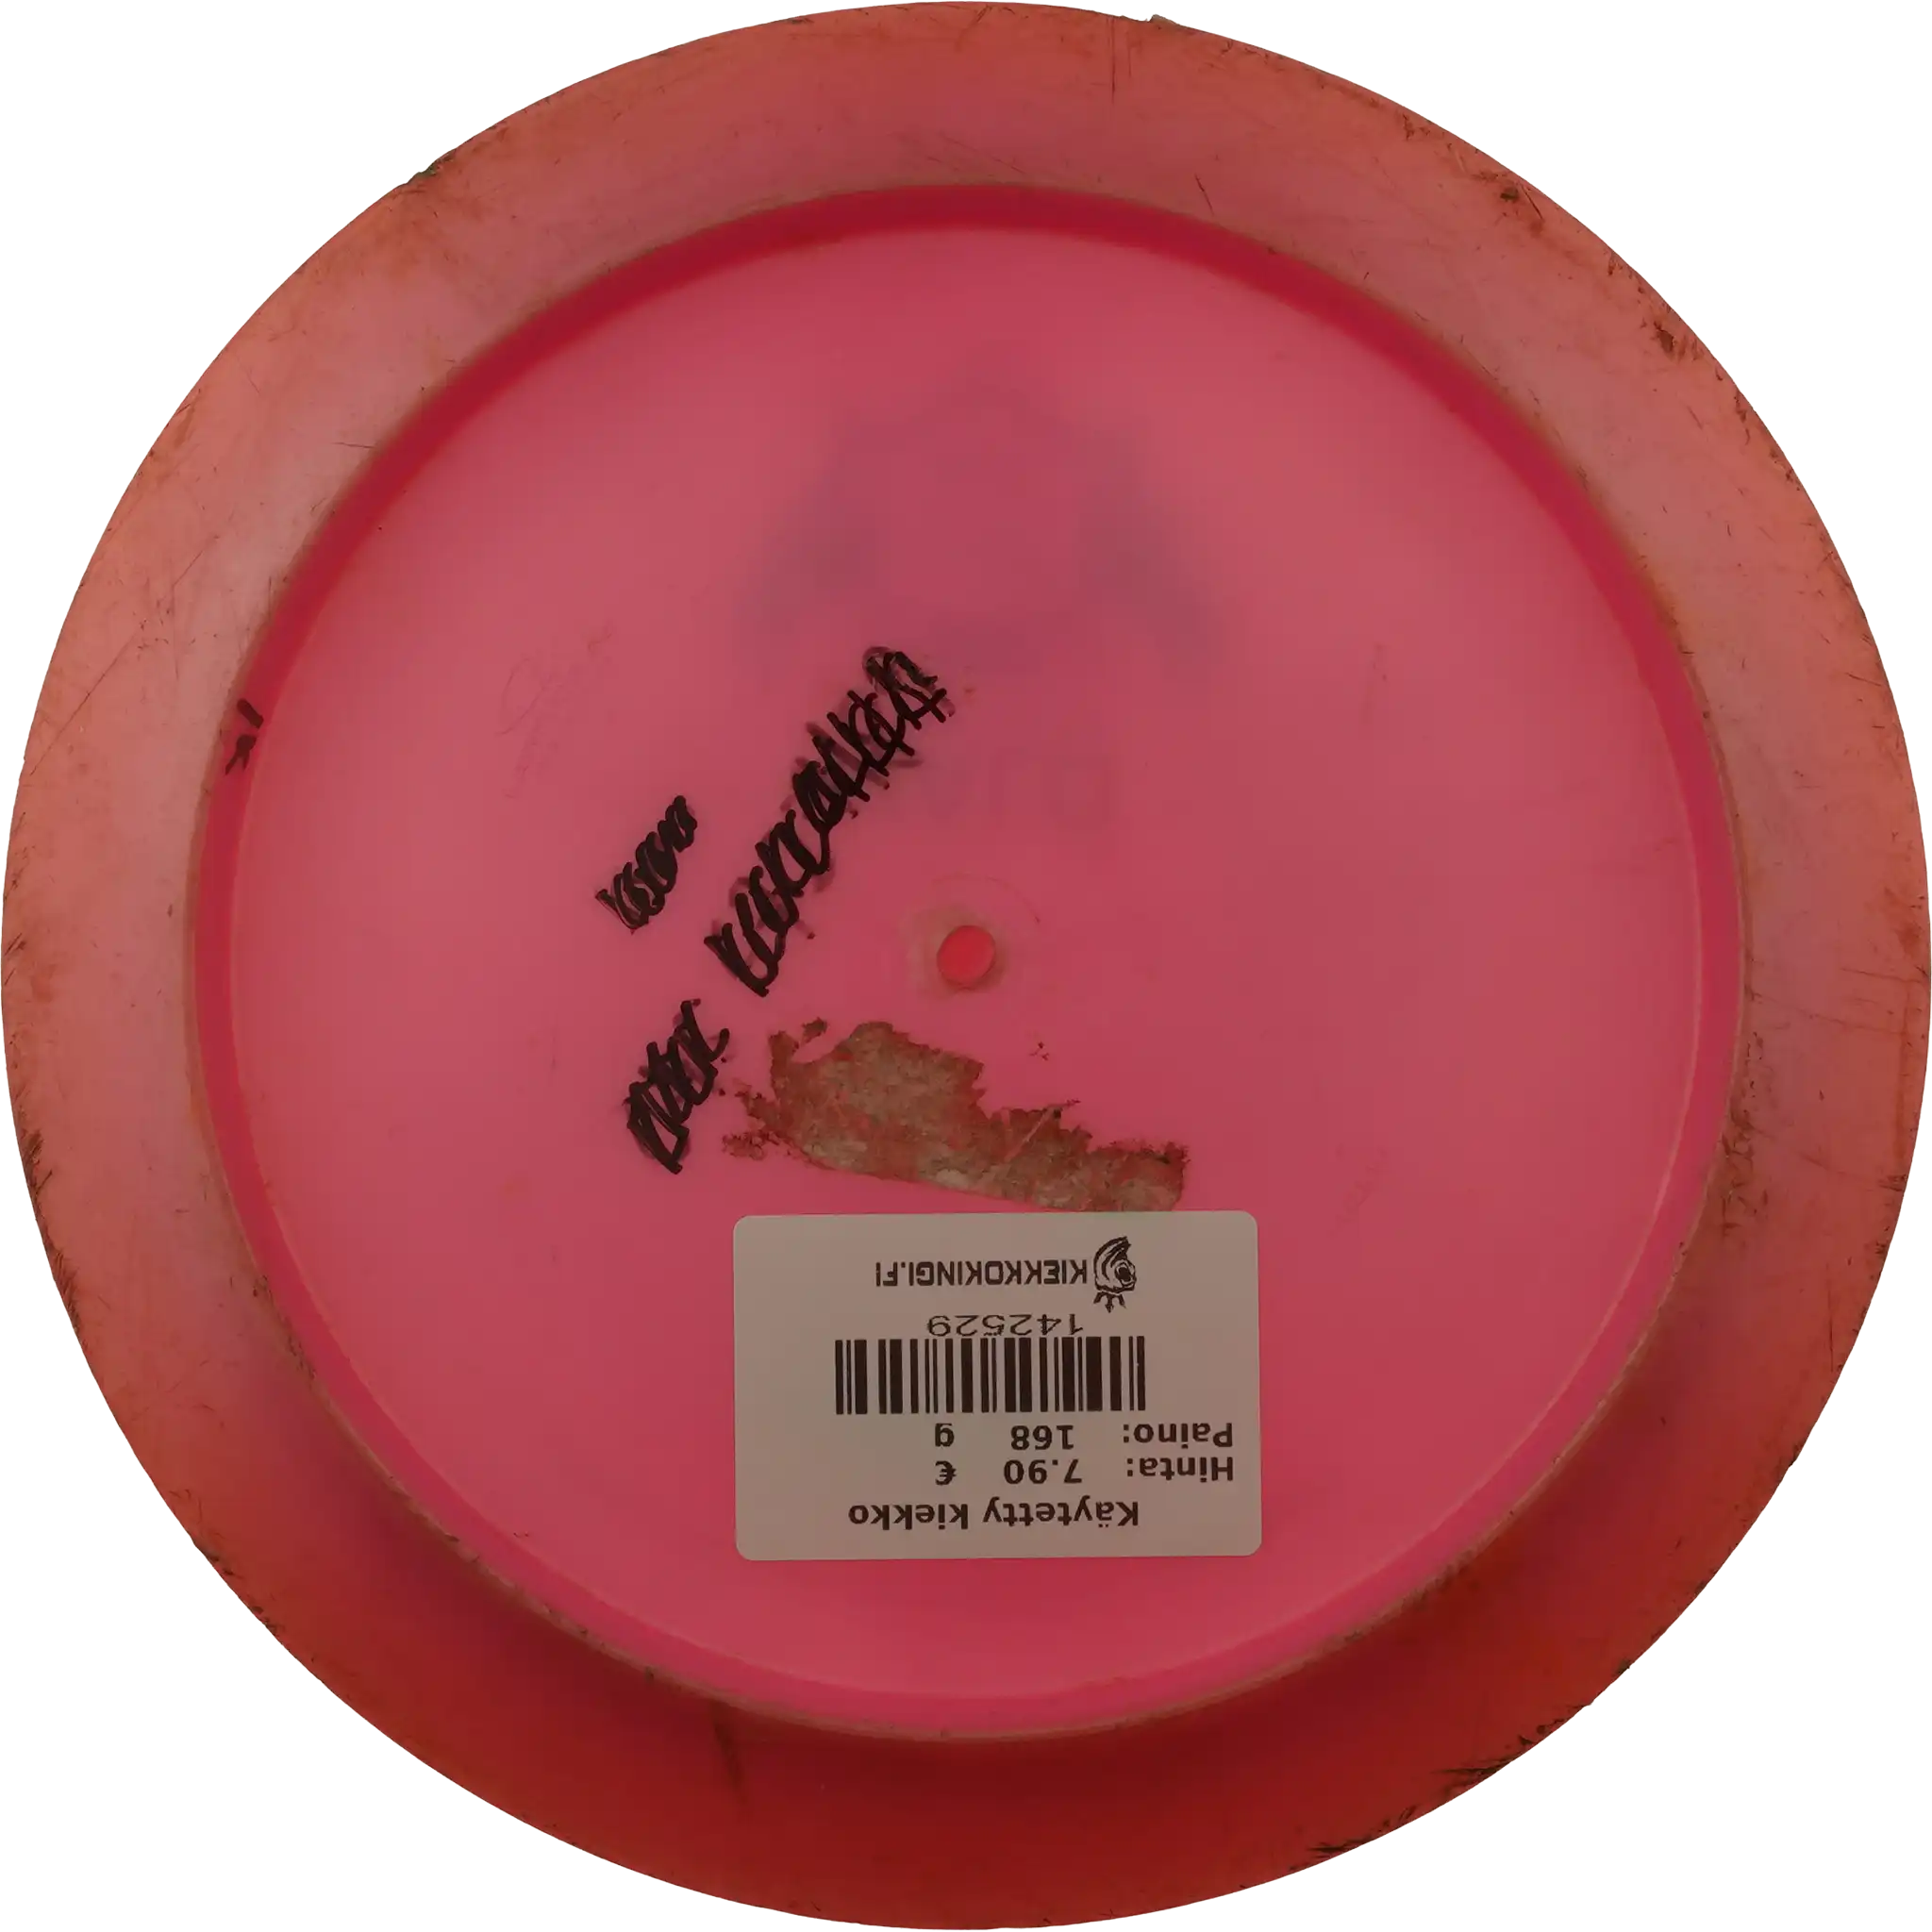 Käytetty kiekko
Hinta: 7.90 €
Paino: 168 g
142529
KIEKKOKINGI.FI